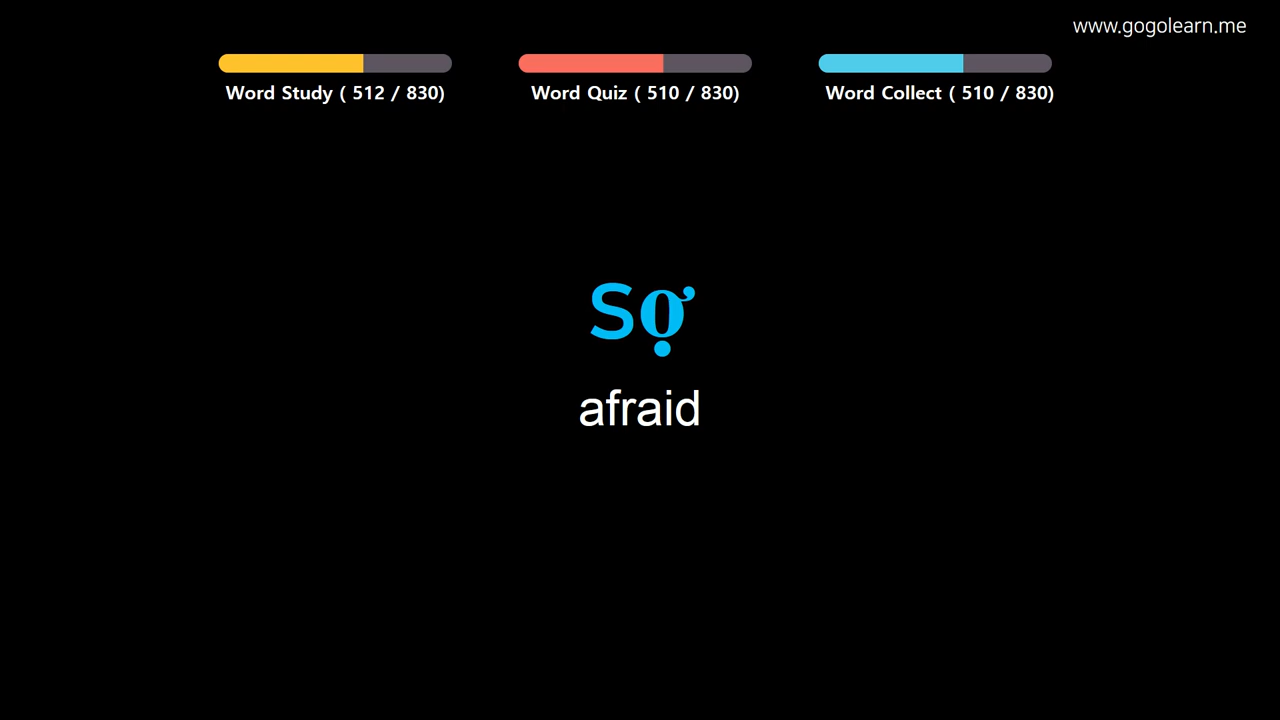 www.gogolearn.me
Word Study ( 512 / 830)
Word Quiz ( 510 / 830)
Word Collect ( 510 / 830)
sợ
afraid